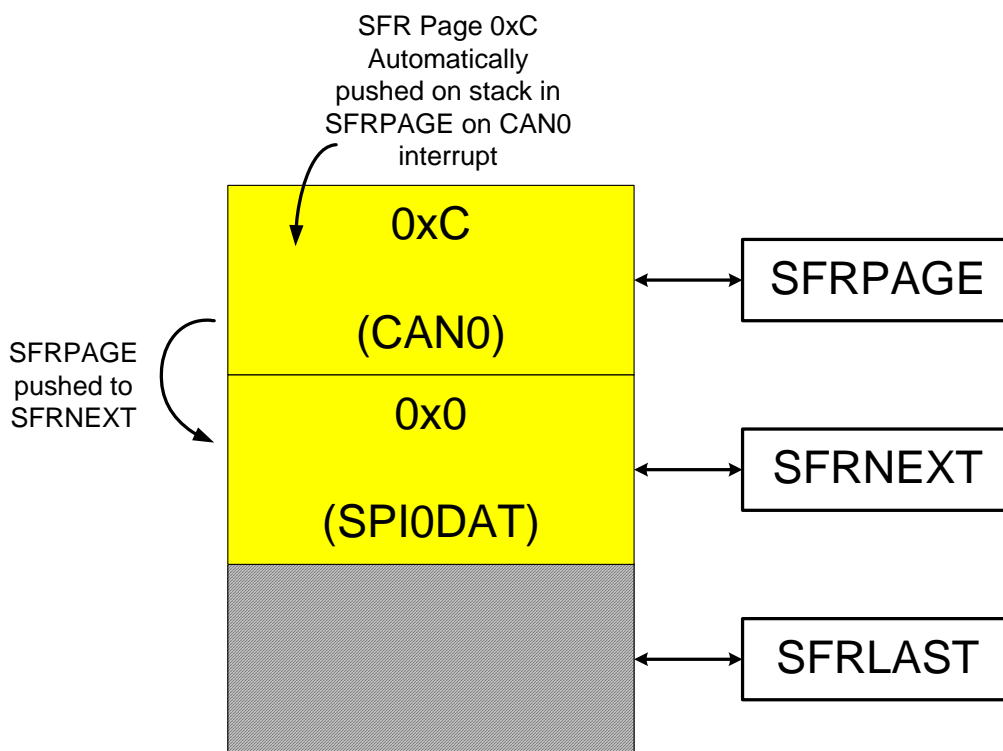 SFR Page 0xC
Automatically
pushed on stack in
SFRPAGE on CAN0
interrupt
0xC
(CAN0)
SFRPAGE
SFRPAGE
pushed to
SFRNEXT
0x0
(SPI0DAT)
SFRNEXT
SFRLAST